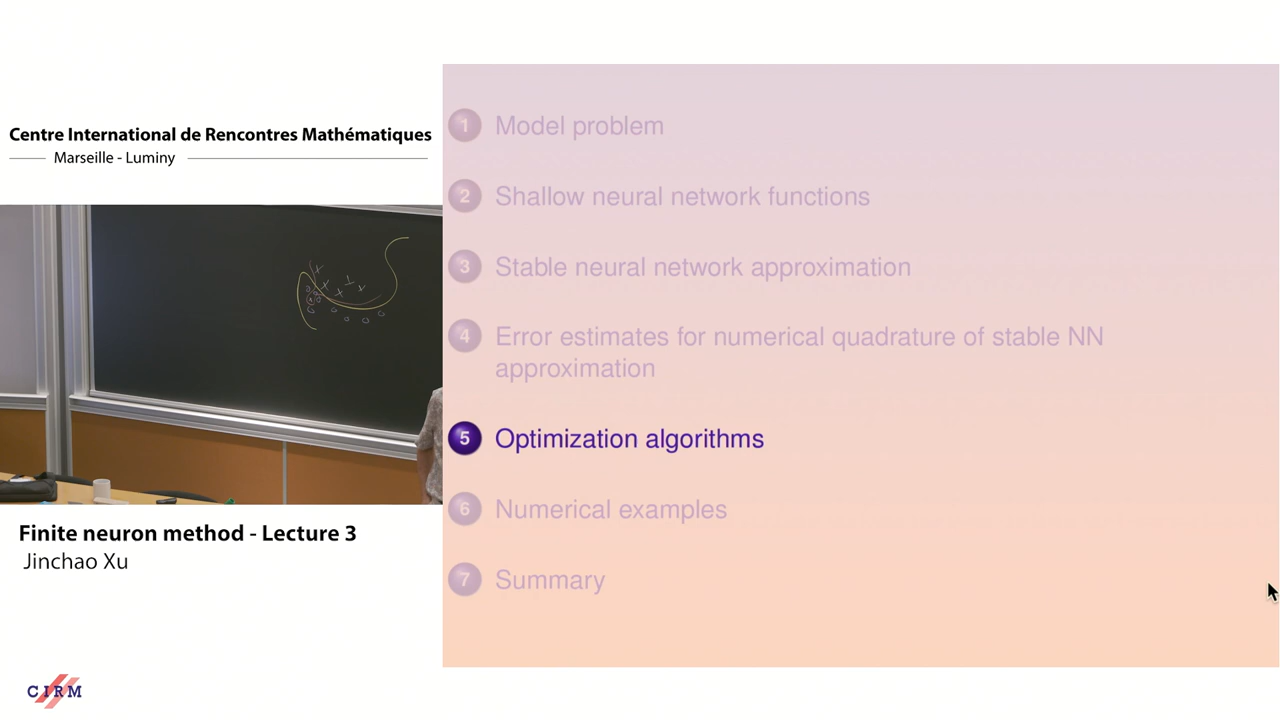 Centre International de Rencontres Mathématiques
Marseille - Luminy
Finite neuron method - Lecture 3
Jinchao Xu
CIRM
1 Model problem
2 Shallow neural network functions
3 Stable neural network approximation
4 Error estimates for numerical quadrature of stable NN
approximation
5 Optimization algorithms
6 Numerical examples
7 Summary